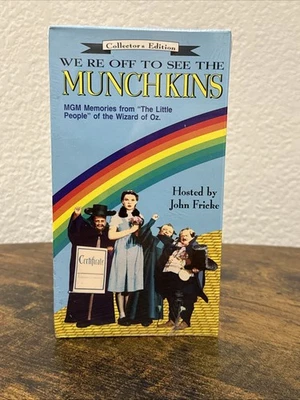 Collector's Edition
WE RE OFF TO SEE THE
MUNCHKINS
MGM Memories from "The Little
People" of the Wizard of Oz.
Hosted by
John Fricke
Certificate